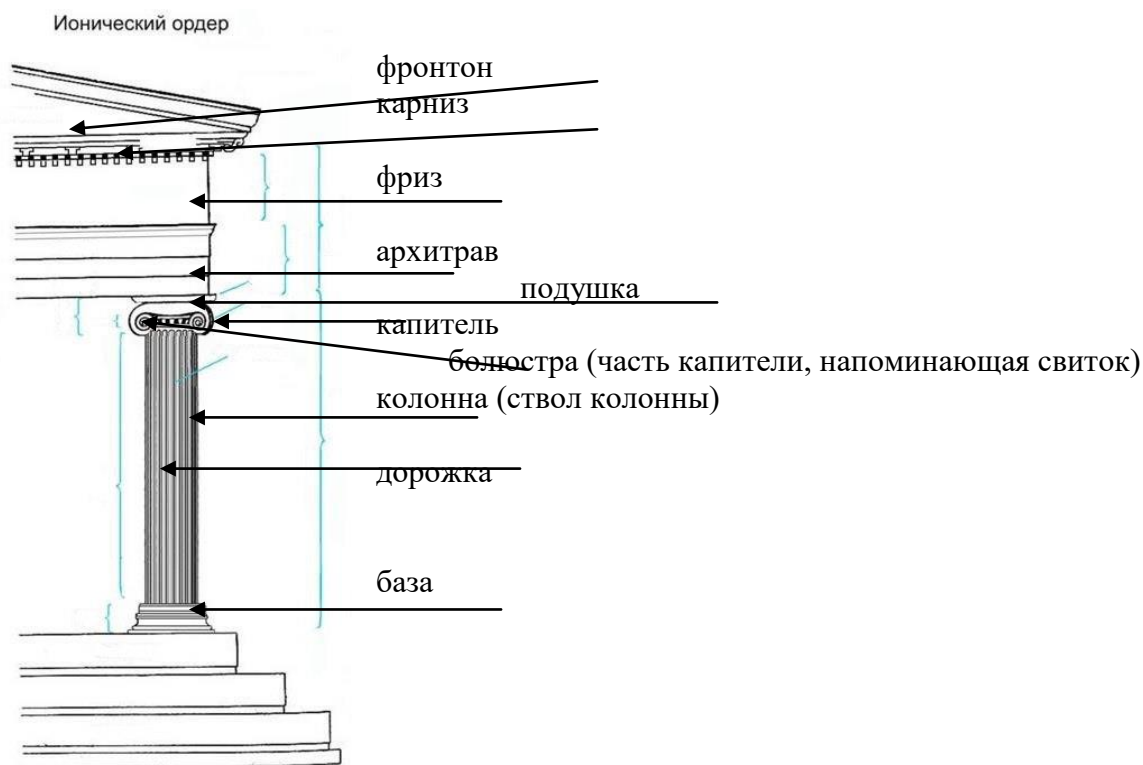 Ионический ордер
фронтон
карниз
фриз
архитрав
подушка
капитель
болюстра (часть капители, напоминающая свиток)
колонна (ствол колонны)
дорожка
база